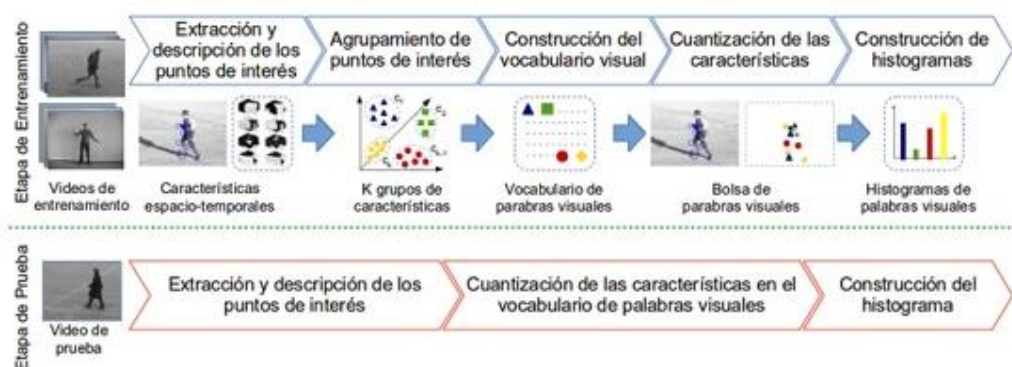 Etapa de Entrenamiento
Extracción y
descripción de los
puntos de interés
Agrupamiento de
puntos de interés
Construcción del
vocabulario visual
Cuantización de las
características
Construcción de
histogramas
Videos de
entrenamiento
Características
espacio-temporales
K grupos de
características
Vocabulario de
parabras visuales
Bolsa de
parabras visuales
Histogramas de
palabras visuales
Etapa de Prueba
Video de
prueba
Extracción y descripción de los
puntos de interés
Cuantización de las características en el
vocabulario de palabras visuales
Construcción del
histograma